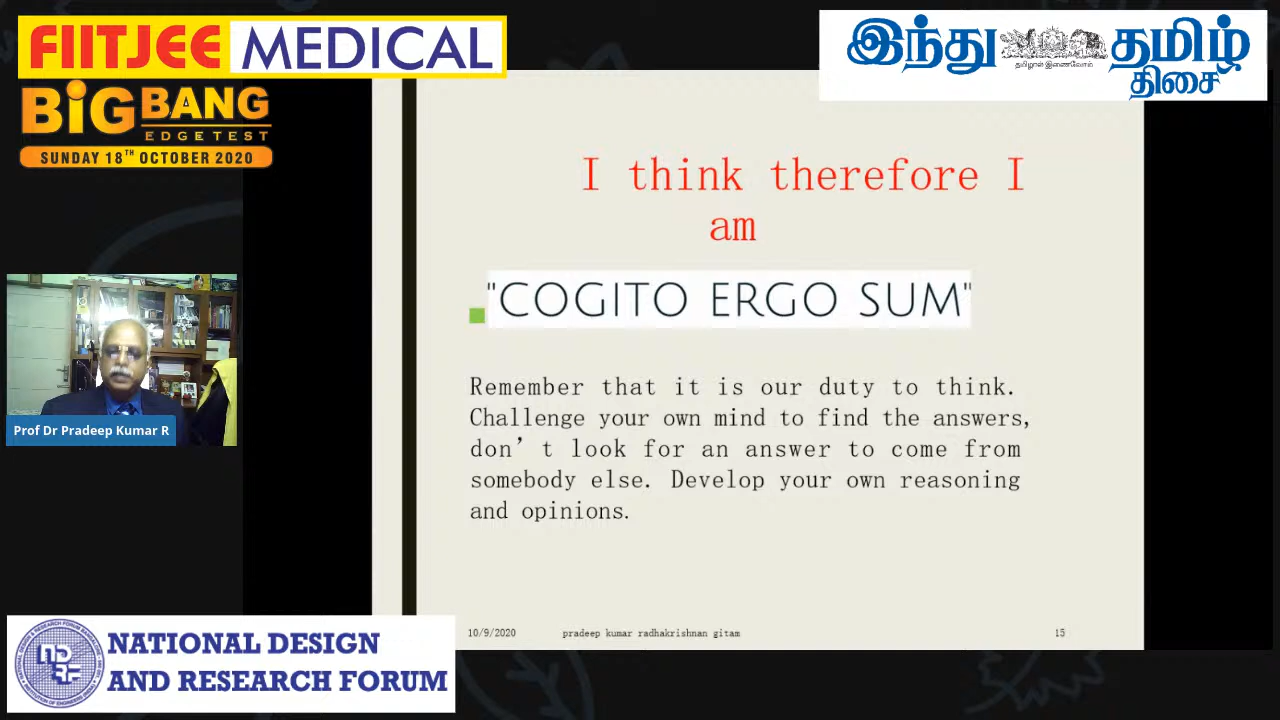 FIITJEE MEDICAL
BIG BANG
EDGE TEST
SUNDAY 18TH OCTOBER 2020
இந்து தமிழ்
தமிழால் இணைவோம்
திசை
I think therefore I
am
"COGITO ERGO SUM"
Remember that it is our duty to think.
Challenge your own mind to find the answers,
don’t look for an answer to come from
somebody else. Develop your own reasoning
and opinions.
10/9/2020 pradeep kumar radhakrishnan gitam 15
Prof Dr Pradeep Kumar R
NATIONAL DESIGN
AND RESEARCH FORUM